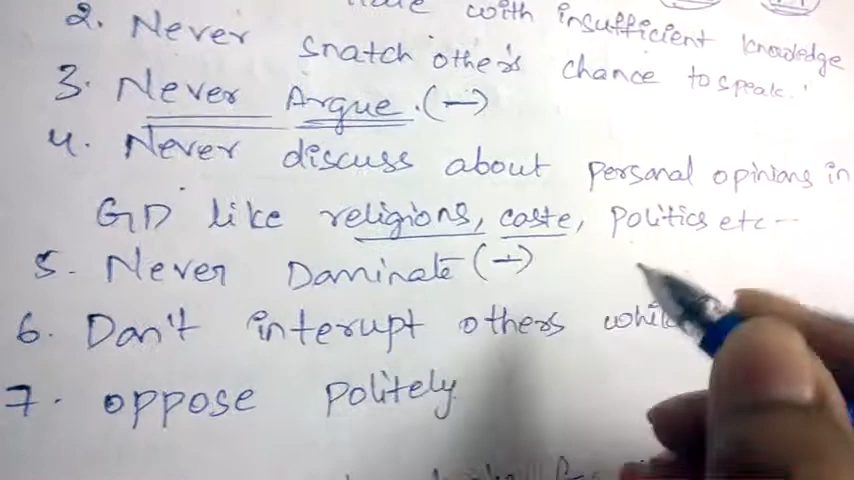 with insufficient knowledge
2. Never snatch other's chance to speak.
3. Never Argue. (-)
4. Never discuss about personal opinions in
GD like religions, caste, politics etc--
5. Never Daminate (-)
6. Don't interupt others
7. oppose politely